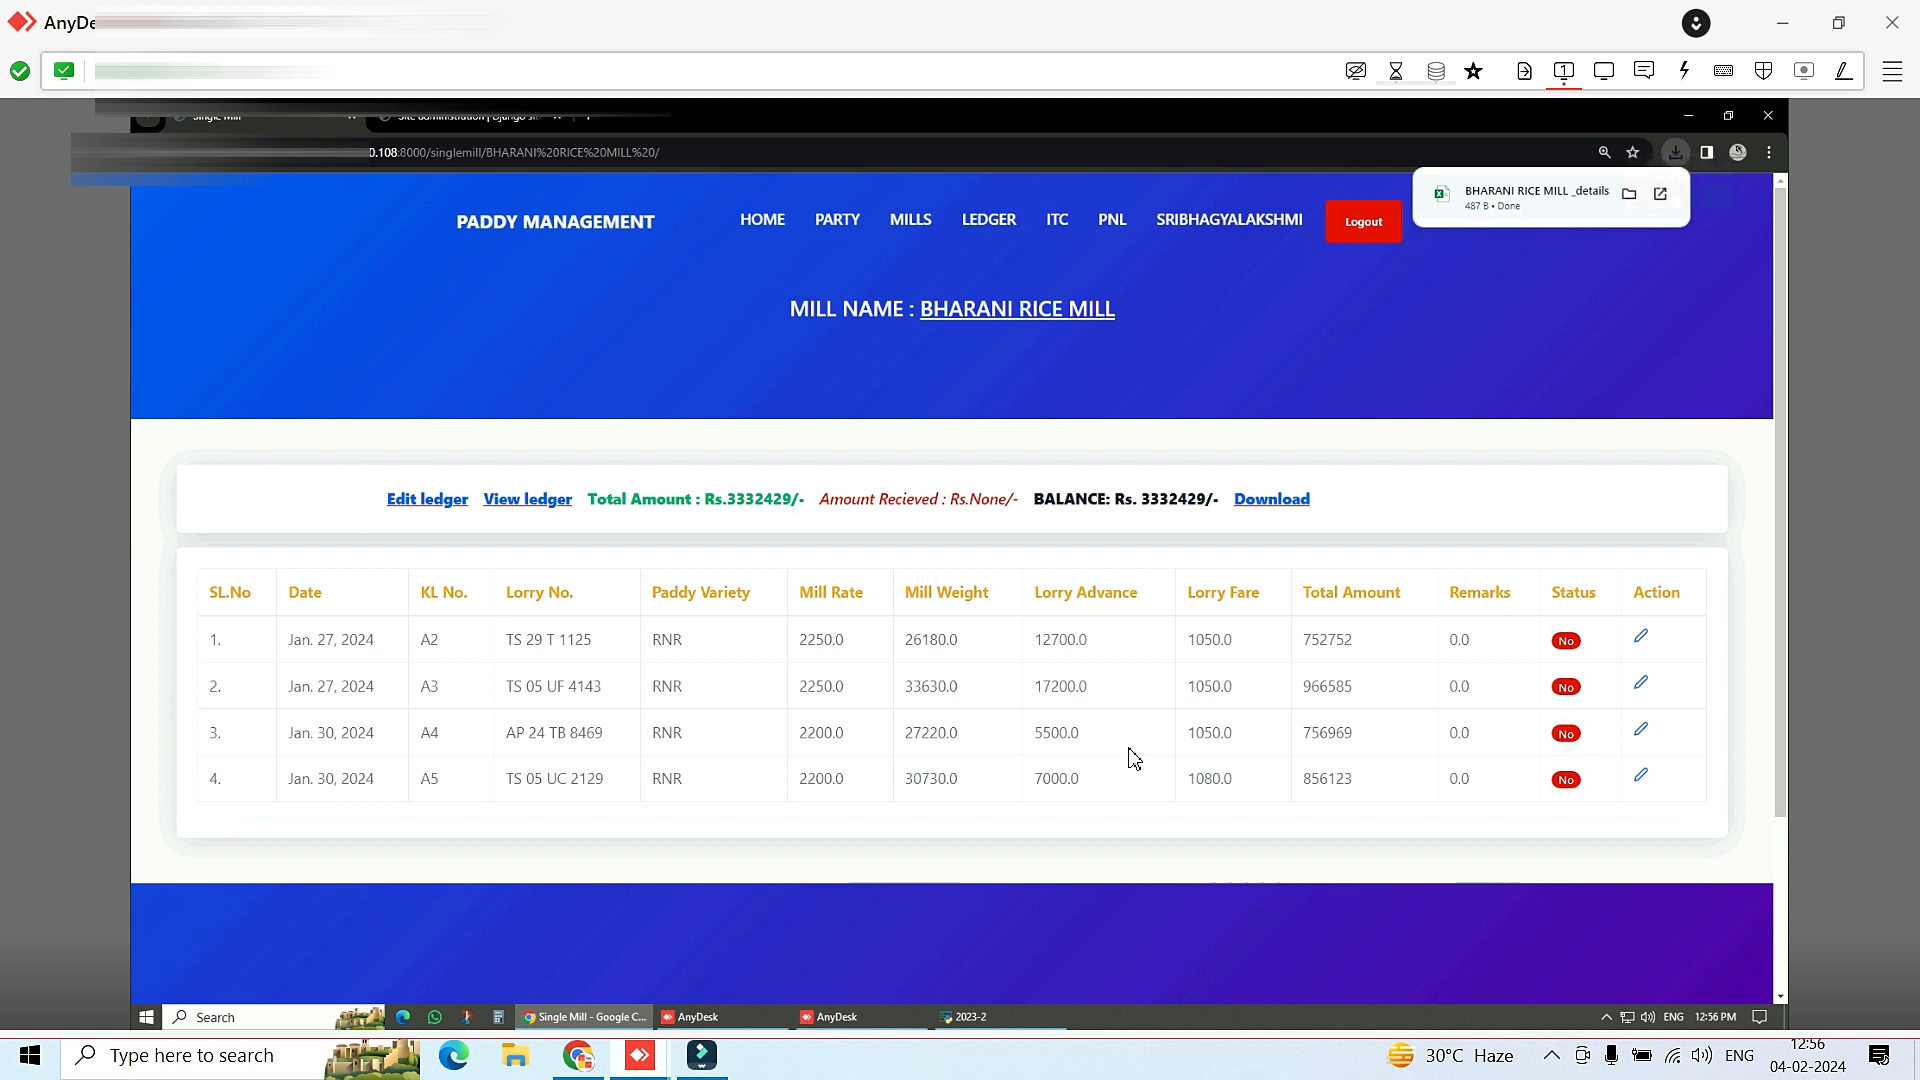 AnyDe
Single Mill
Site administration | Django si
0.108:8000/singlemill/BHARANI%20RICE%20MILL%20/
BHARANI RICE MILL _details
487 B • Done
PADDY MANAGEMENT HOME PARTY MILLS LEDGER ITC PNL SRIBHAGYALAKSHMI Logout
MILL NAME : BHARANI RICE MILL
Edit ledger View ledger Total Amount : Rs.3332429/- Amount Recieved : Rs.None/- BALANCE: Rs. 3332429/- Download
SL.No Date KL No. Lorry No. Paddy Variety Mill Rate Mill Weight Lorry Advance Lorry Fare Total Amount Remarks Status Action
1. Jan. 27, 2024 A2 TS 29 T 1125 RNR 2250.0 26180.0 12700.0 1050.0 752752 0.0 No
2. Jan. 27, 2024 A3 TS 05 UF 4143 RNR 2250.0 33630.0 17200.0 1050.0 966585 0.0 No
3. Jan. 30, 2024 A4 AP 24 TB 8469 RNR 2200.0 27220.0 5500.0 1050.0 756969 0.0 No
4. Jan. 30, 2024 A5 TS 05 UC 2129 RNR 2200.0 30730.0 7000.0 1080.0 856123 0.0 No
Search Single Mill - Google C... AnyDesk AnyDesk 2023-2 ENG 12:56 PM
Type here to search 30°C Haze ENG 12:56
04-02-2024